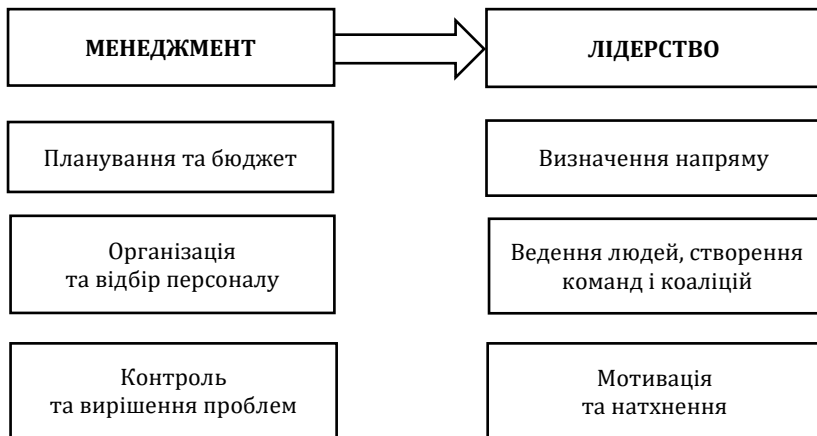 МЕНЕДЖМЕНТ
ЛІДЕРСТВО
Планування та бюджет
Визначення напряму
Організація
та відбір персоналу
Ведення людей, створення
команд і коаліцій
Контроль
та вирішення проблем
Мотивація
та натхнення